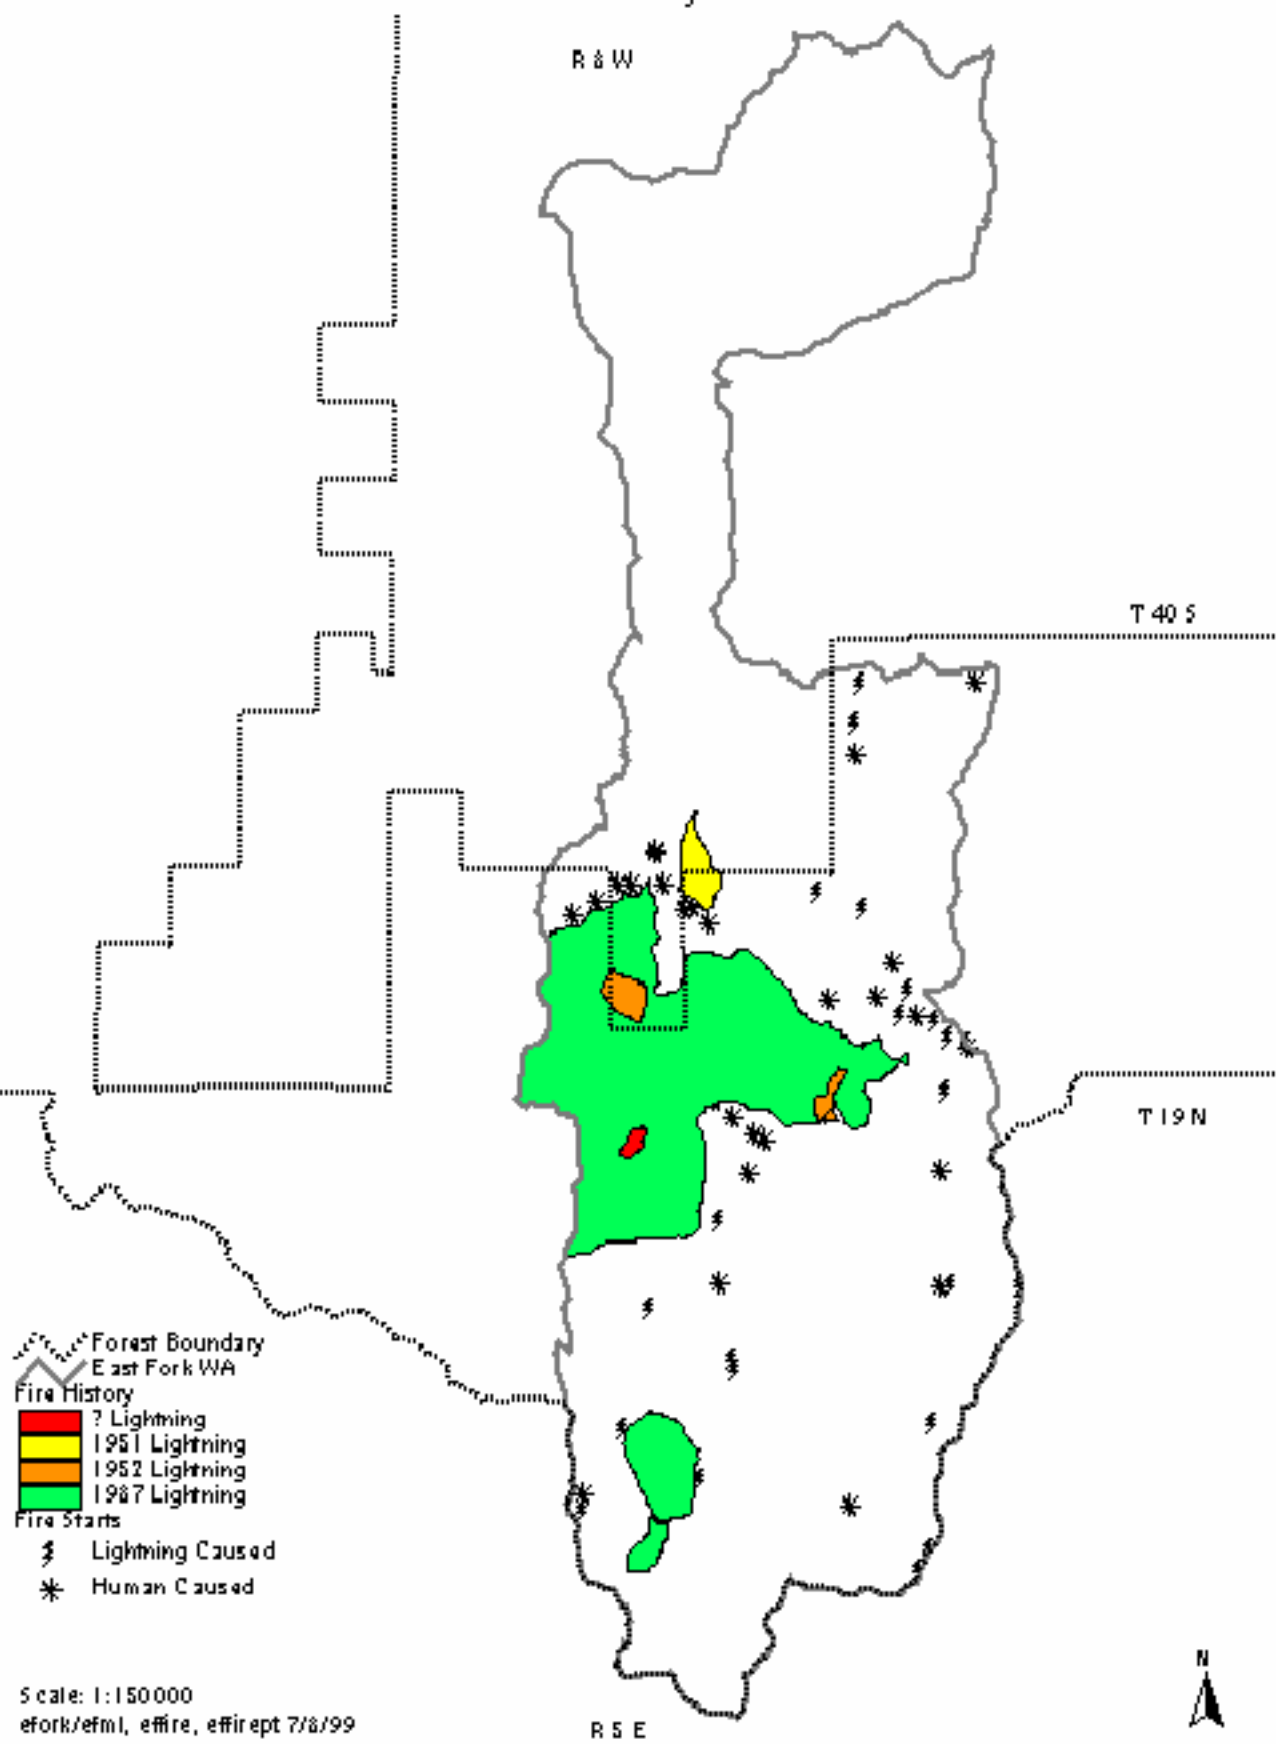 R 8 W
T 40 S
T 19 N
Forest Boundary
East Fork WA
Fire History
? Lightning
1951 Lightning
1952 Lightning
1987 Lightning
Fire Starts
Lightning Caused
Human Caused
Scale: 1:150000
efork/efml, effire, effirept 7/8/99
R 5 E
N